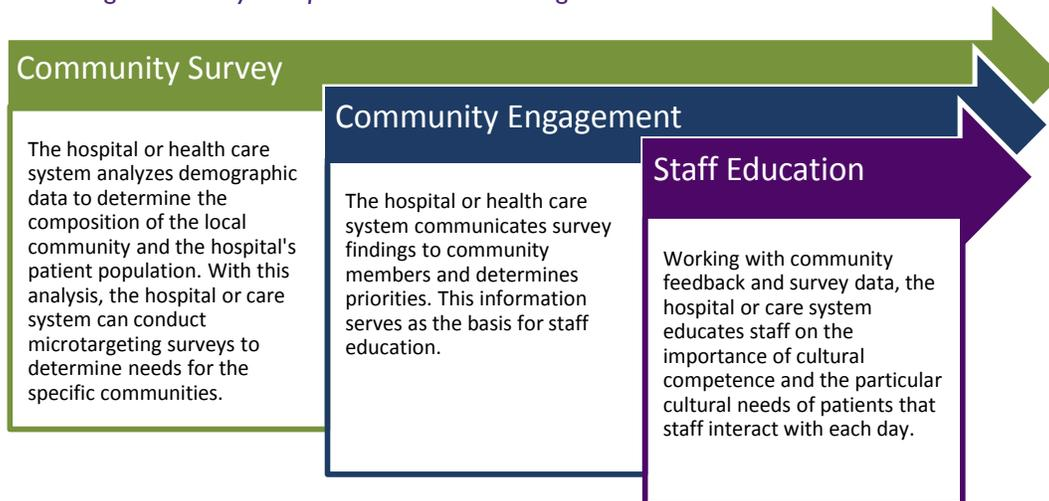 Community Survey
The hospital or health care
system analyzes demographic
data to determine the
composition of the local
community and the hospital's
patient population. With this
analysis, the hospital or care
system can conduct
microtargeting surveys to
determine needs for the
specific communities.
Community Engagement
The hospital or health care
system communicates survey
findings to community
members and determines
priorities. This information
serves as the basis for staff
education.
Staff Education
Working with community
feedback and survey data, the
hospital or care system
educates staff on the
importance of cultural
competence and the particular
cultural needs of patients that
staff interact with each day.